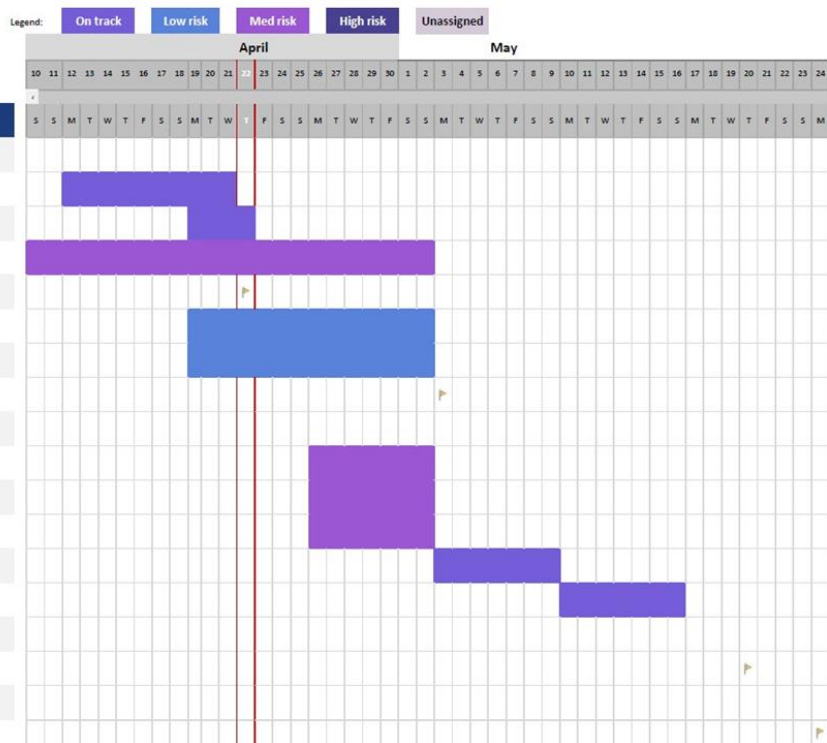 Legend: On track Low risk Med risk High risk Unassigned
April May
10 11 12 13 14 15 16 17 18 19 20 21 22 23 24 25 26 27 28 29 30 1 2 3 4 5 6 7 8 9 10 11 12 13 14 15 16 17 18 19 20 21 22 23 24
S S M T W T F S S M T W T F S S M T W T F S S M T W T F S S M T W T F S S M T W T F S S M